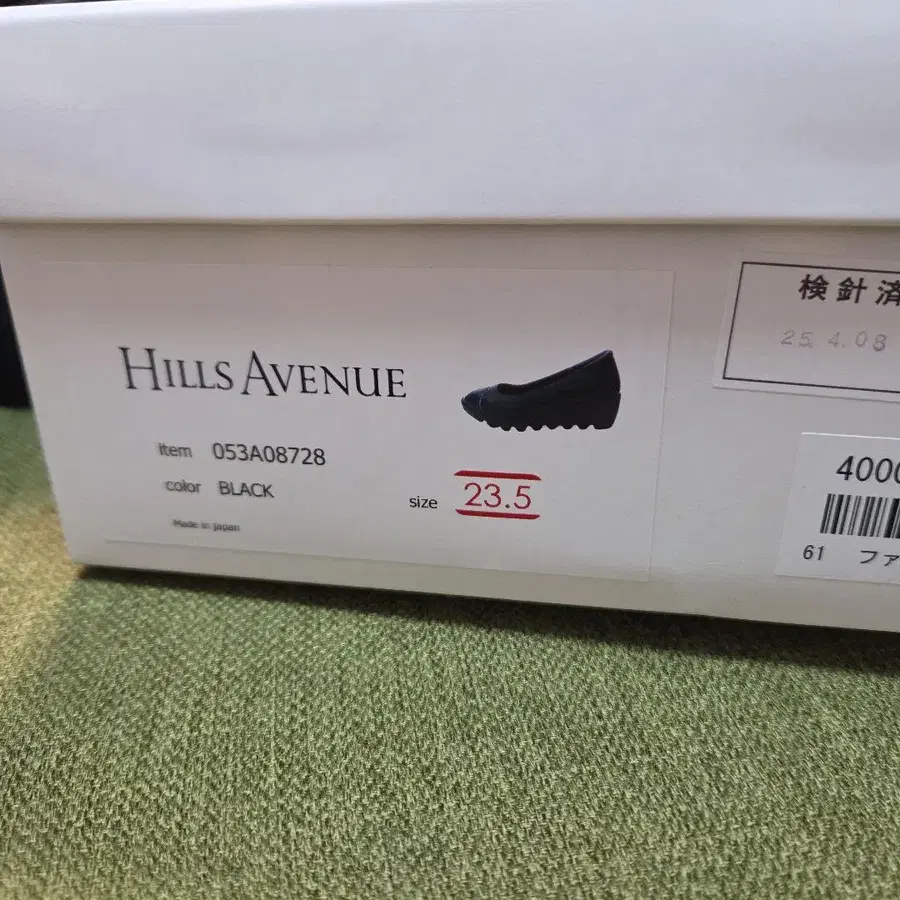 HILLS AVENUE
item 053A08728
color BLACK
size 23.5
Made in japan
検針済
25.4.08
4000
61 ファ